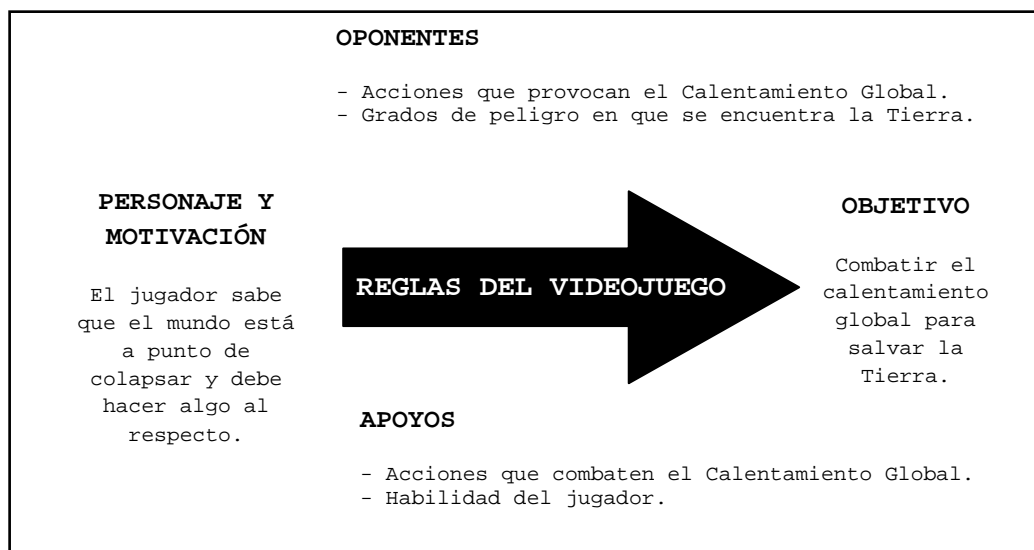 OPONENTES
- Acciones que provocan el Calentamiento Global.
- Grados de peligro en que se encuentra la Tierra.
PERSONAJE Y
MOTIVACIÓN
El jugador sabe
que el mundo está
a punto de
colapsar y debe
hacer algo al
respecto.
REGLAS DEL VIDEOJUEGO
OBJETIVO
Combatir el
calentamiento
global para
salvar la
Tierra.
APOYOS
- Acciones que combaten el Calentamiento Global.
- Habilidad del jugador.